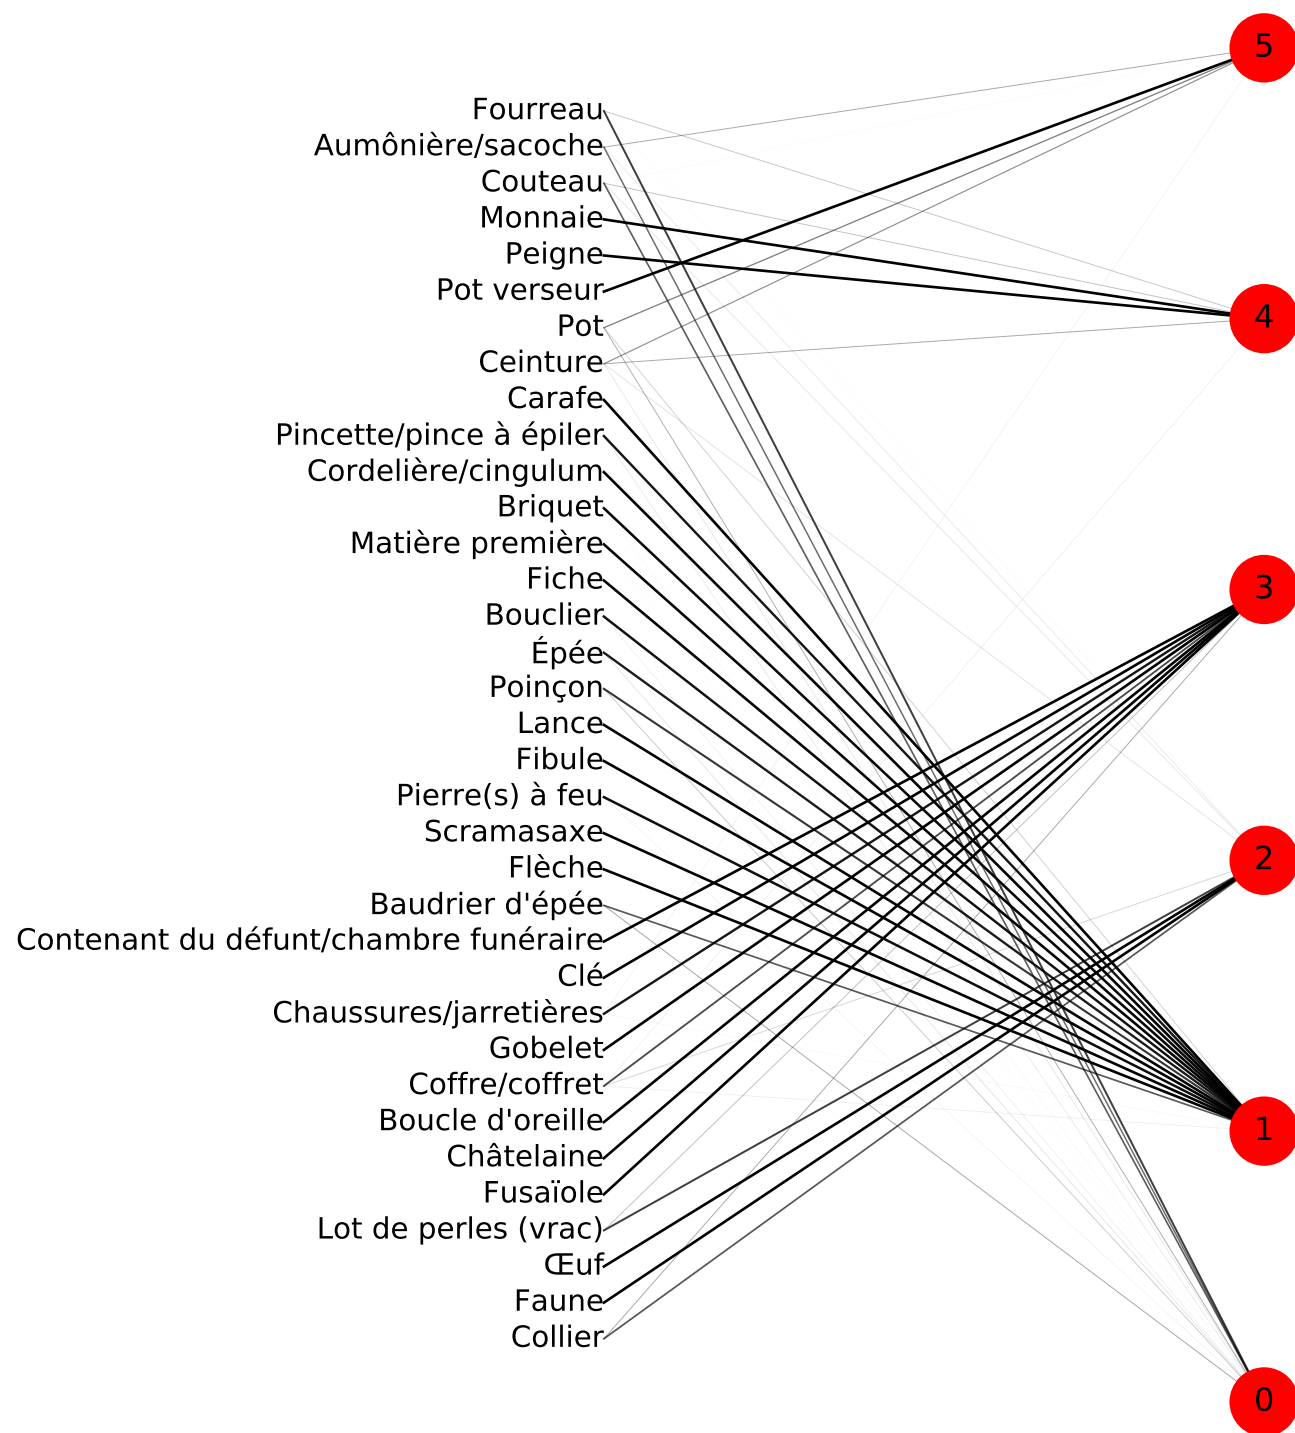 5
Fourreau
Aumônière/sacoche
Couteau
Monnaie
Peigne
Pot verseur
4
Pot
Ceinture
Carafe
Pincette/pince à épiler
Cordelière/cingulum
Briquet
Matière première
Fiche
3
Bouclier
Épée
Poinçon
Lance
Fibule
Pierre(s) à feu
Scramasaxe
2
Flèche
Baudrier d'épée
Contenant du défunt/chambre funéraire
Clé
Chaussures/jarretières
Gobelet
Coffre/coffret
Boucle d'oreille
1
Châtelaine
Fusaïole
Lot de perles (vrac)
Œuf
Faune
Collier
0